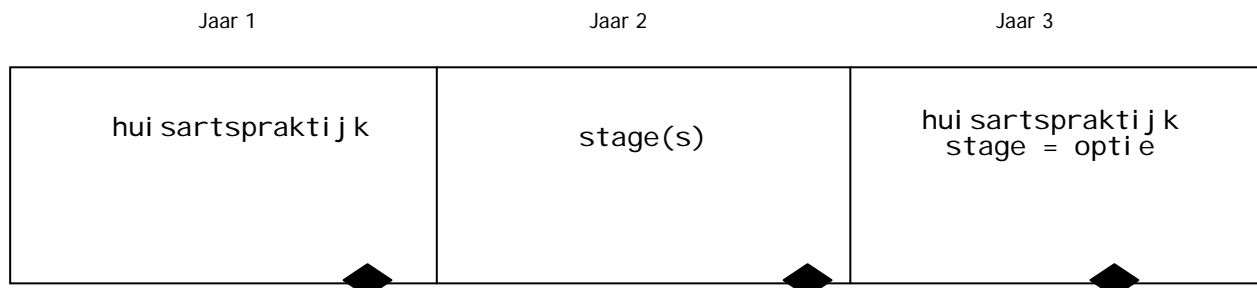 Jaar 1
Jaar 2
Jaar 3
huisartspraktijk
stage(s)
huisartspraktijk
stage = optie